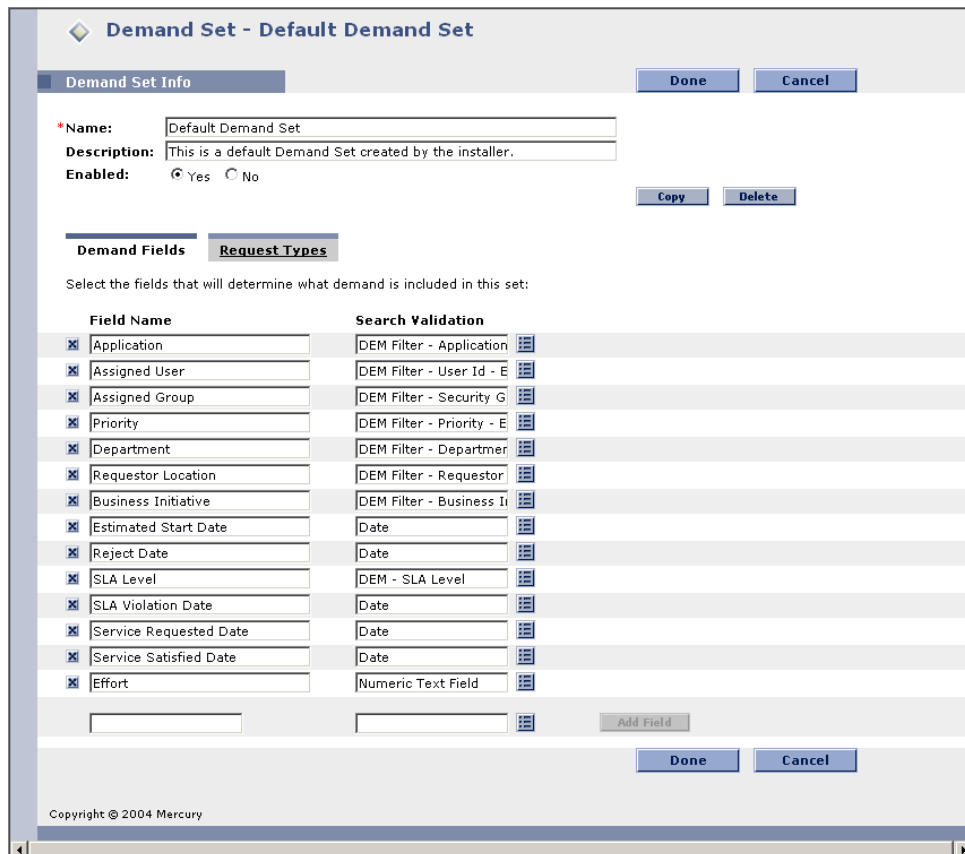 Demand Set - Default Demand Set
Demand Set Info
Done Cancel
*Name: Default Demand Set
Description: This is a default Demand Set created by the installer.
Enabled: Yes No
Copy Delete
Demand Fields Request Types
Select the fields that will determine what demand is included in this set:
Field Name Search Validation
Application DEM Filter - Application
Assigned User DEM Filter - User Id - E
Assigned Group DEM Filter - Security G
Priority DEM Filter - Priority - E
Department DEM Filter - Departmer
Requestor Location DEM Filter - Requestor
Business Initiative DEM Filter - Business I
Estimated Start Date Date
Reject Date Date
SLA Level DEM - SLA Level
SLA Violation Date Date
Service Requested Date Date
Service Satisfied Date Date
Effort Numeric Text Field
Add Field
Done Cancel
Copyright © 2004 Mercury